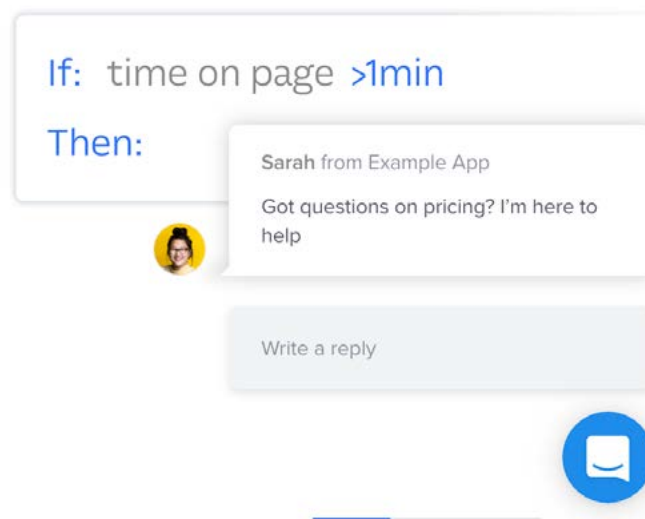 If: time on page >1min
Then:
Sarah from Example App
Got questions on pricing? I'm here to
help
Write a reply